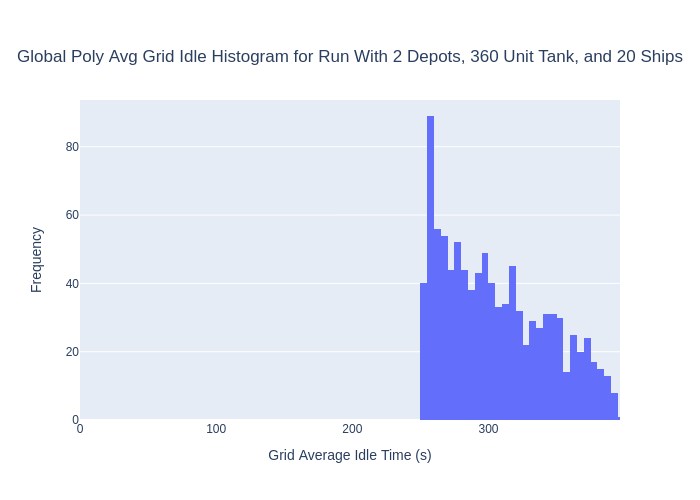 Global Poly Avg Grid Idle Histogram for Run With 2 Depots, 360 Unit Tank, and 20 Ships
80
60
40
20
0
Frequency
0 100 200 300
Grid Average Idle Time (s)